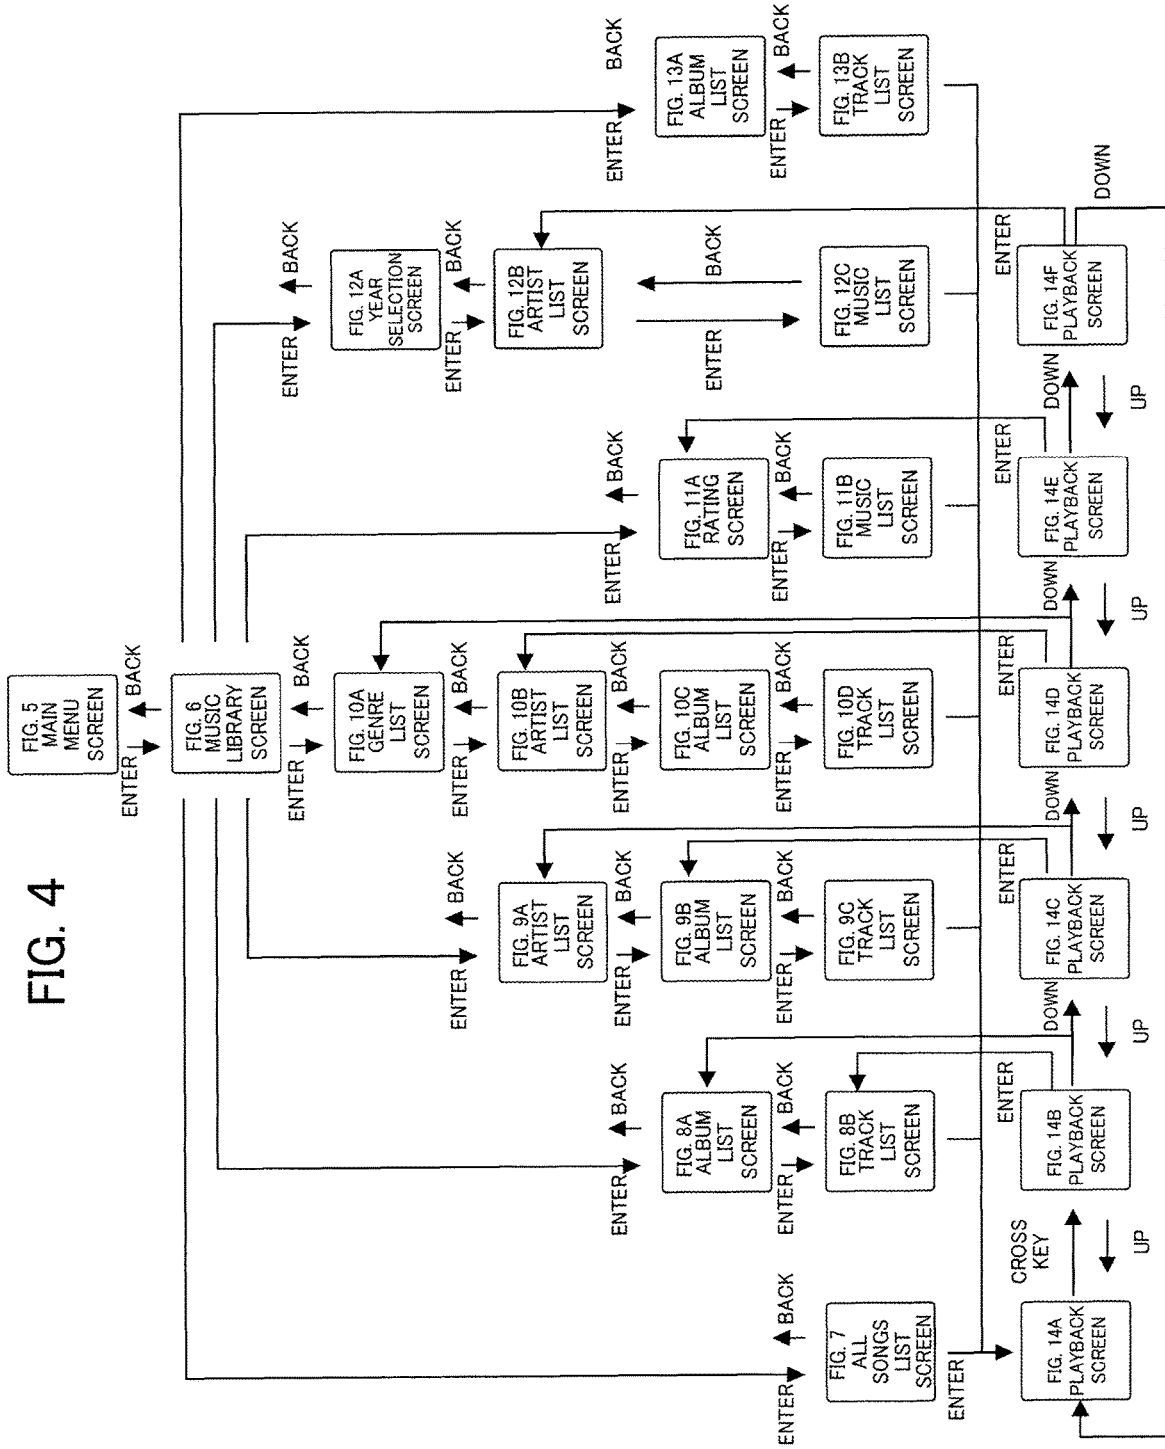 FIG. 4
FIG. 5
MAIN
MENU
SCREEN
ENTER
BACK
FIG. 6
MUSIC
LIBRARY
SCREEN
ENTER
BACK
FIG. 7
ALL
SONGS
LIST
SCREEN
ENTER
BACK
ENTER
FIG. 8A
ALBUM
LIST
SCREEN
ENTER
BACK
ENTER
BACK
FIG. 8B
TRACK
LIST
SCREEN
FIG. 9A
ARTIST
LIST
SCREEN
ENTER
BACK
ENTER
BACK
FIG. 9B
ALBUM
LIST
SCREEN
ENTER
BACK
FIG. 9C
TRACK
LIST
SCREEN
FIG. 10A
GENRE
LIST
SCREEN
ENTER
BACK
FIG. 10B
ARTIST
LIST
SCREEN
ENTER
BACK
FIG. 10C
ALBUM
LIST
SCREEN
ENTER
BACK
FIG. 10D
TRACK
LIST
SCREEN
ENTER
BACK
FIG. 11A
RATING
SCREEN
ENTER
BACK
FIG. 11B
MUSIC
LIST
SCREEN
ENTER
BACK
FIG. 12A
YEAR
SELECTION
SCREEN
ENTER
BACK
FIG. 12B
ARTIST
LIST
SCREEN
ENTER
BACK
FIG. 12C
MUSIC
LIST
SCREEN
ENTER
BACK
FIG. 13A
ALBUM
LIST
SCREEN
ENTER
BACK
FIG. 13B
TRACK
LIST
SCREEN
FIG. 14A
PLAYBACK
SCREEN
CROSS
KEY
UP
FIG. 14B
PLAYBACK
SCREEN
ENTER
DOWN
UP
FIG. 14C
PLAYBACK
SCREEN
ENTER
DOWN
UP
FIG. 14D
PLAYBACK
SCREEN
ENTER
DOWN
UP
FIG. 14E
PLAYBACK
SCREEN
ENTER
DOWN
UP
FIG. 14F
PLAYBACK
SCREEN
ENTER
DOWN